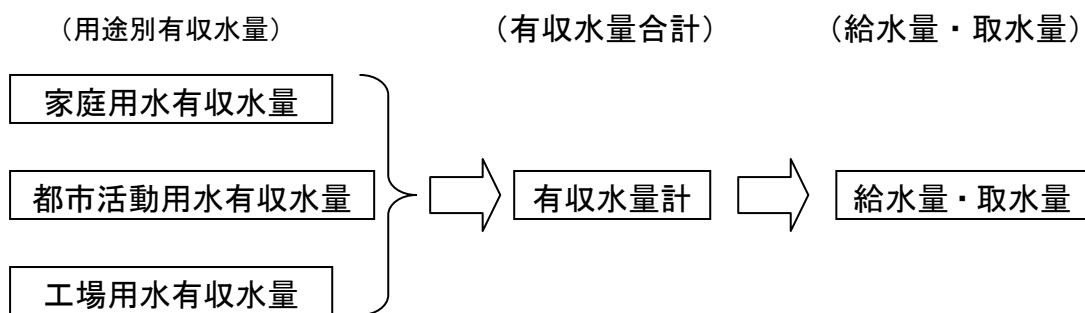 （用途別有収水量）
（有収水量合計）
（給水量・取水量）
家庭用水有収水量
都市活動用水有収水量
有収水量計
給水量・取水量
工場用水有収水量